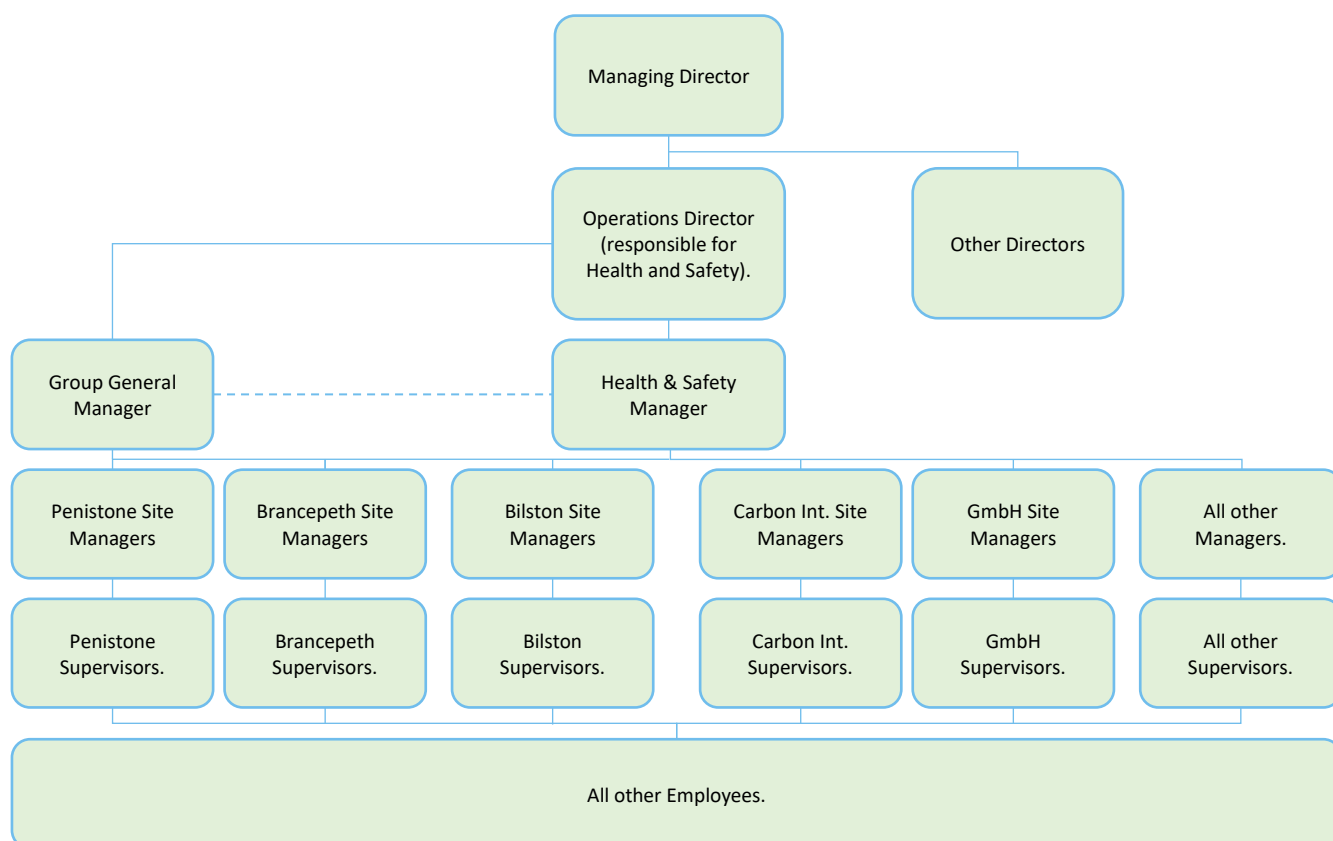 Managing Director
Operations Director
(responsible for
Health and Safety).
Other Directors
Group General
Manager
Health & Safety
Manager
Penistone Site
Managers
Brancepeth Site
Managers
Bilston Site
Managers
Carbon Int. Site
Managers
GmbH Site
Managers
All other
Managers.
Penistone
Supervisors.
Brancepeth
Supervisors.
Bilston
Supervisors.
Carbon Int.
Supervisors.
GmbH
Supervisors.
All other
Supervisors.
All other Employees.